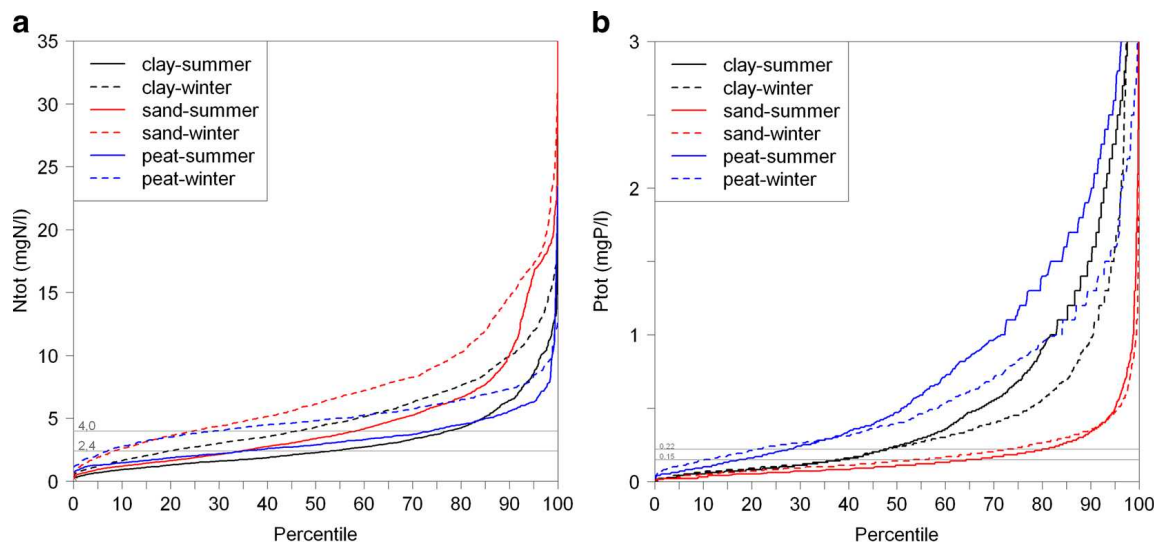 a
35
30
25
20
15
10
5
0
Ntot (mgN/l)
clay-summer
clay-winter
sand-summer
sand-winter
peat-summer
peat-winter
4,0
2,4
0 10 20 30 40 50 60 70 80 90 100
Percentile
b
3
2
1
0
Ptot (mgP/l)
clay-summer
clay-winter
sand-summer
sand-winter
peat-summer
peat-winter
0.22
0.15
0 10 20 30 40 50 60 70 80 90 100
Percentile